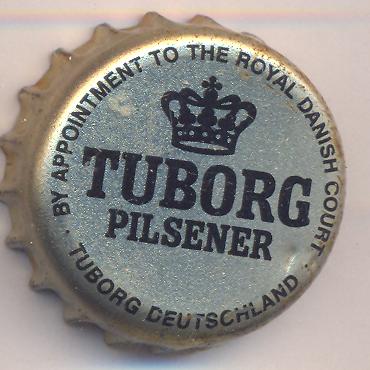 · BY APPOINTMENT TO THE ROYAL DANISH COURT ·
TUBORG
PILSENER
TUBORG DEUTSCHLAND